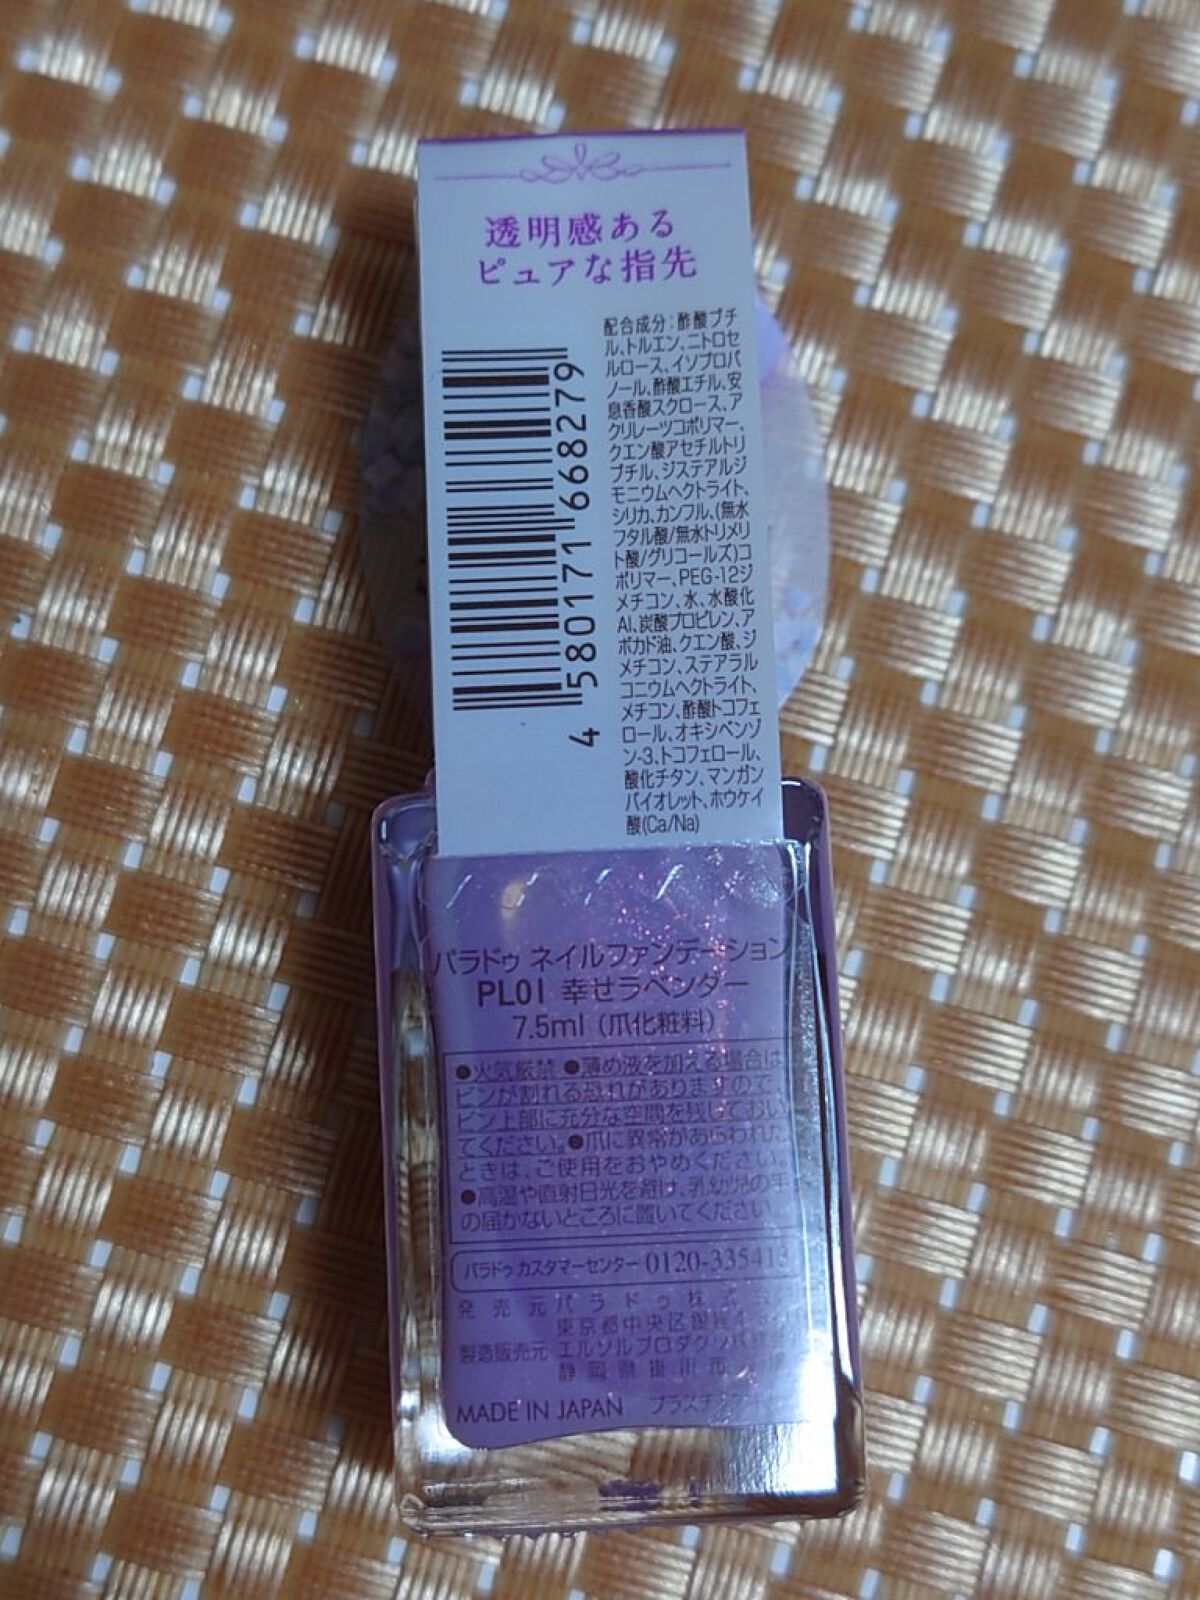 透明感ある
ピュアな指先
配合成分：酢酸ブチ
ル、トルエン、ニトロセ
ルロース、イソプロパ
ノール、酢酸エチル、安
息香酸スクロース、ア
クリレーツコポリマー、
クエン酸アセチルトリ
ブチル、ジステアルジ
モニウムヘクトライト、
シリカ、カンフル、(無水
フタル酸/無水トリメリ
ト酸/グリコールズ)コ
ポリマー、PEG-12ジ
メチコン、水、水酸化
Al、炭酸プロピレン、ア
ボカド油、クエン酸、ジ
メチコン、ステアラル
コニウムヘクトライト、
メチコン、酢酸トコフェ
ロール、オキシベンゾ
ン-3、トコフェロール、
酸化チタン、マンガン
バイオレット、ホウケイ
酸(Ca/Na)
4 580171 668279
パラドゥ ネイルファンデーション
PL01 幸せラベンダー
7.5ml（爪化粧料）
●火気厳禁 ●薄め液を加える場合は
ビンが割れる恐れがありますので、
ビン上部に充分な空間を残しておい
てください。●爪に異常があらわれた
ときは、ご使用をおやめください。
●高温や直射日光を避け、乳幼児の手
の届かないところに置いてください。
パラドゥ カスタマーセンター 0120-335413
発売元 パラドゥ株式
東京都中央区銀座
製造販売元 エルソルプロダクツ株式
静岡県掛川市
MADE IN JAPAN プラスチック